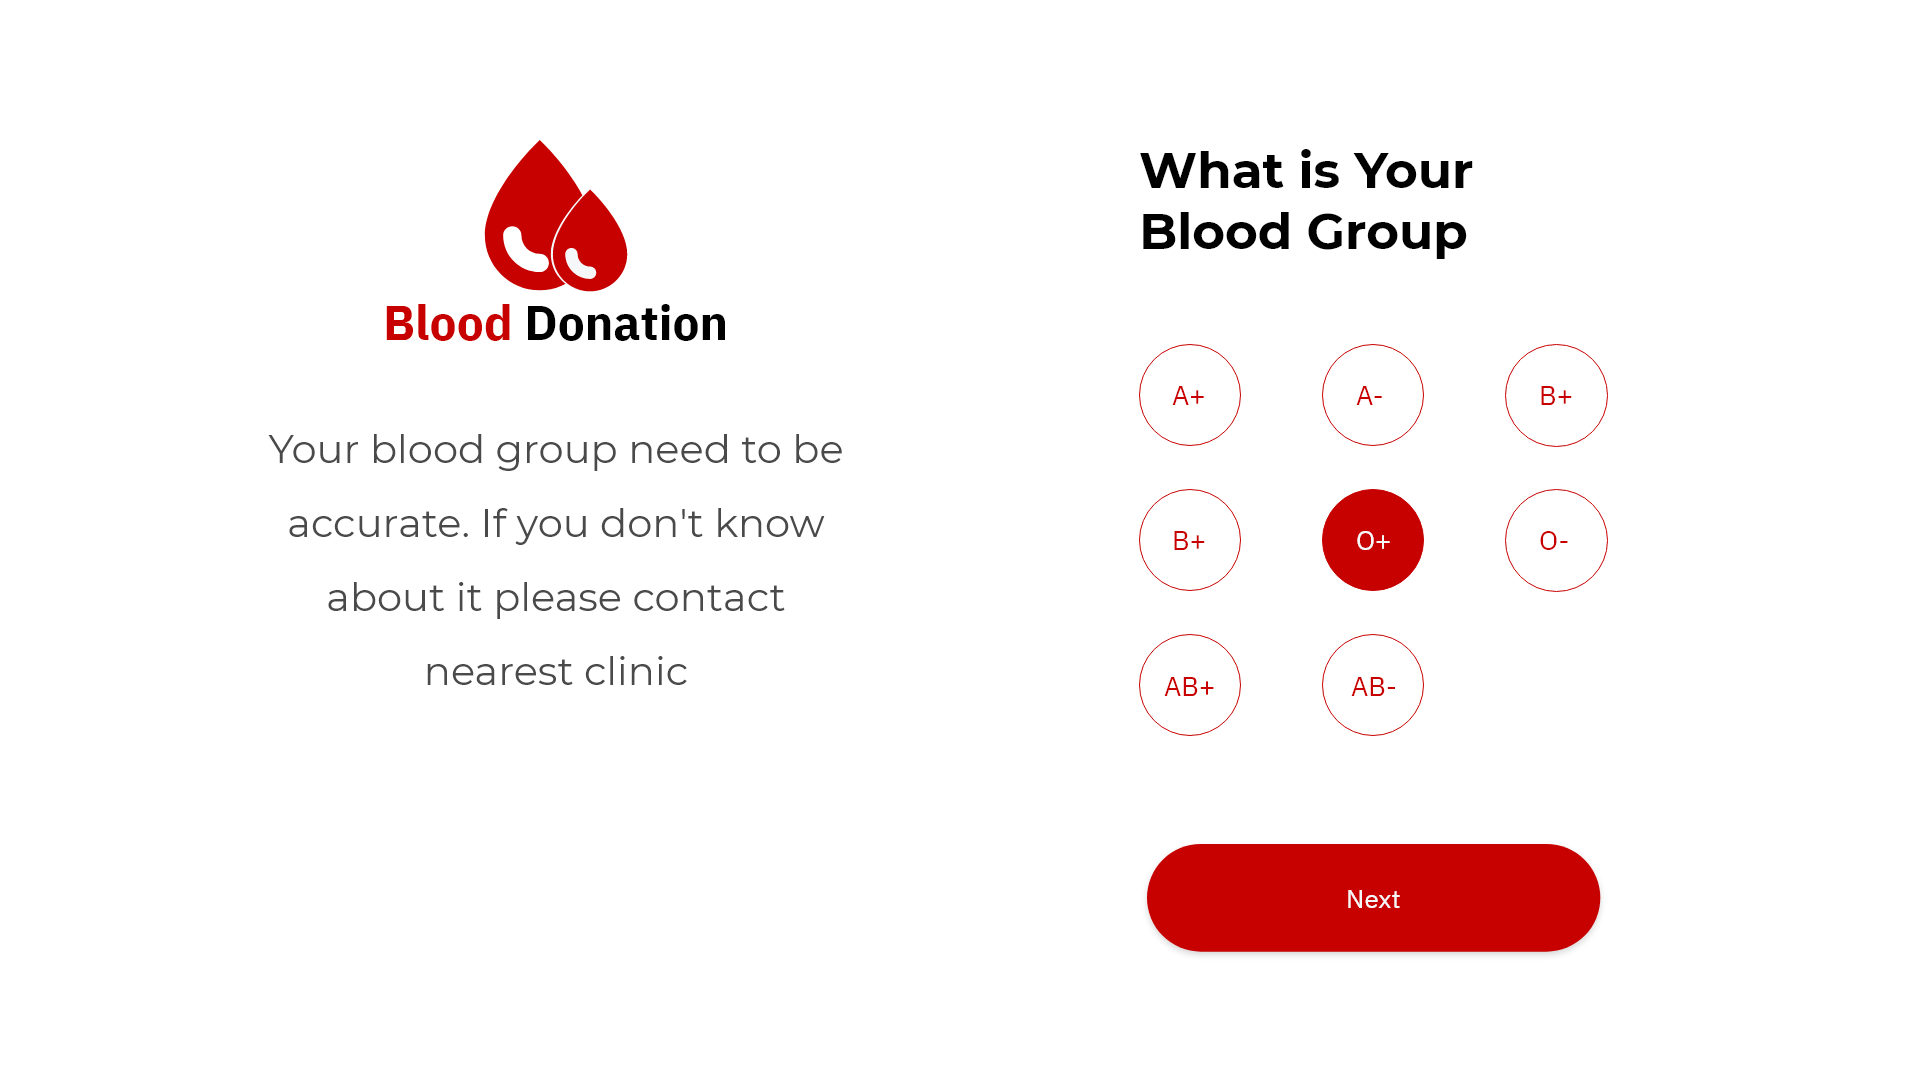 Blood Donation
Your blood group need to be
accurate. If you don't know
about it please contact
nearest clinic
What is Your
Blood Group
A+ A- B+
B+ O+ O-
AB+ AB-
Next